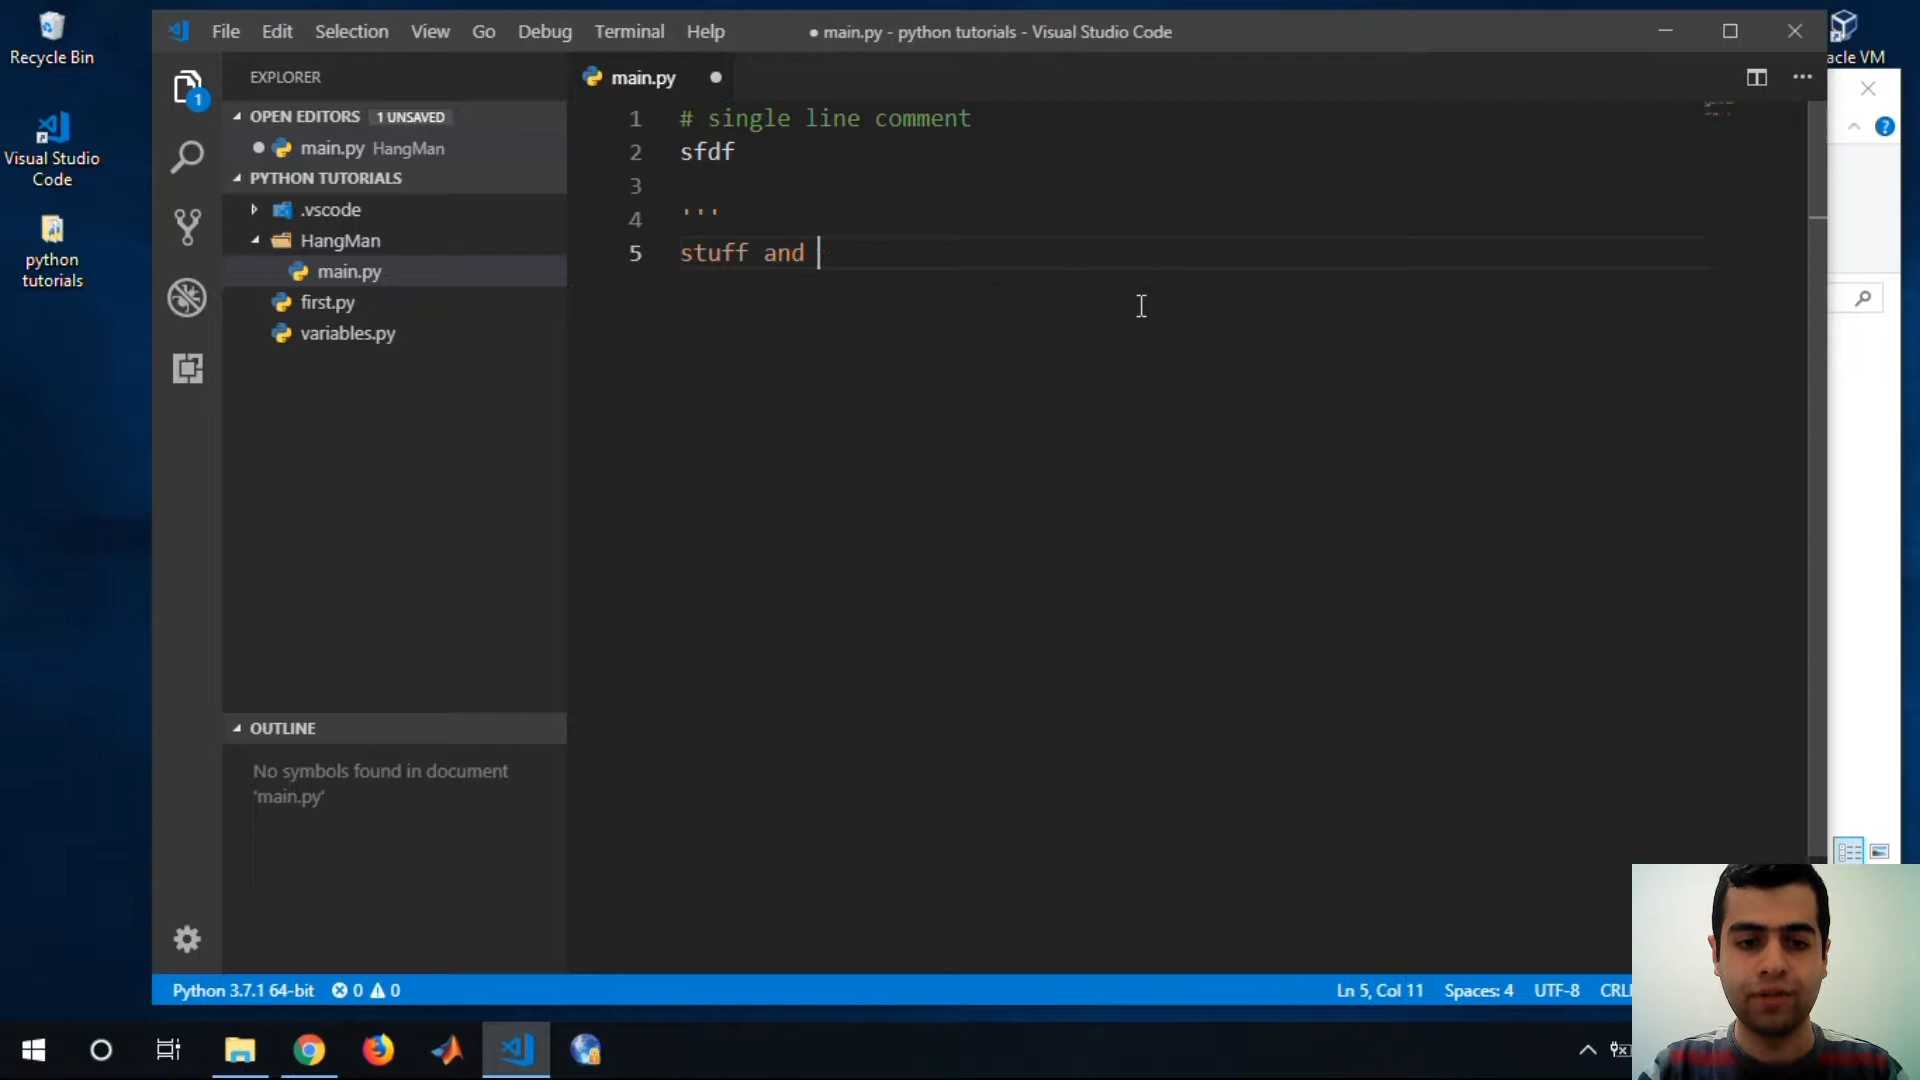 Recycle Bin
Visual Studio
Code
python
tutorials
File Edit Selection View Go Debug Terminal Help
● main.py - python tutorials - Visual Studio Code
acle VM
EXPLORER
1
OPEN EDITORS 1 UNSAVED
main.py HangMan
PYTHON TUTORIALS
.vscode
HangMan
main.py
first.py
variables.py
OUTLINE
No symbols found in document
'main.py'
main.py ●
1 # single line comment
2 sfdf
3
4 '''
5 stuff and
Python 3.7.1 64-bit 0 0
Ln 5, Col 11 Spaces: 4 UTF-8 CRL